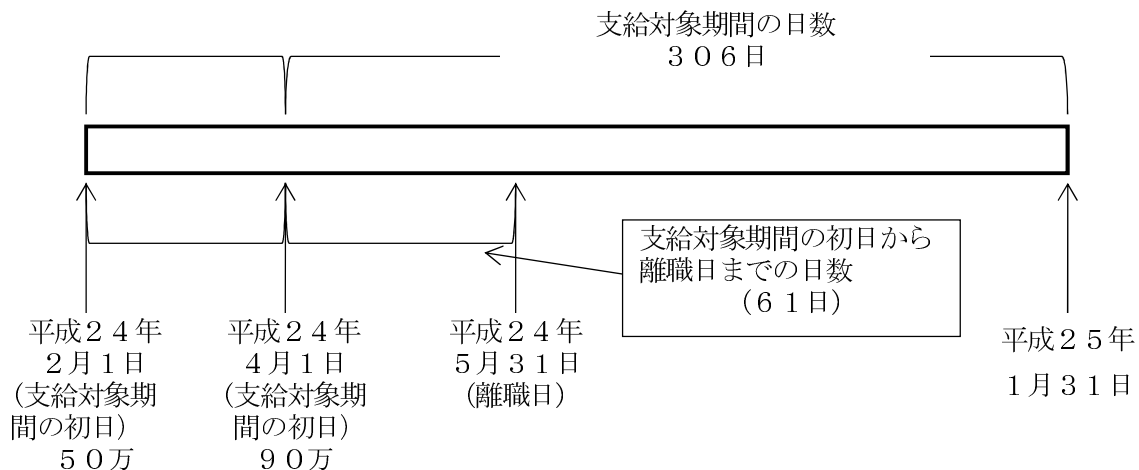 支給対象期間の日数
３０６日
支給対象期間の初日から
離職日までの日数
（６１日）
平成２４年
２月１日
（支給対象期
間の初日）
５０万
平成２４年
４月１日
（支給対象期
間の初日）
９０万
平成２４年
５月３１日
（離職日）
平成２５年
１月３１日